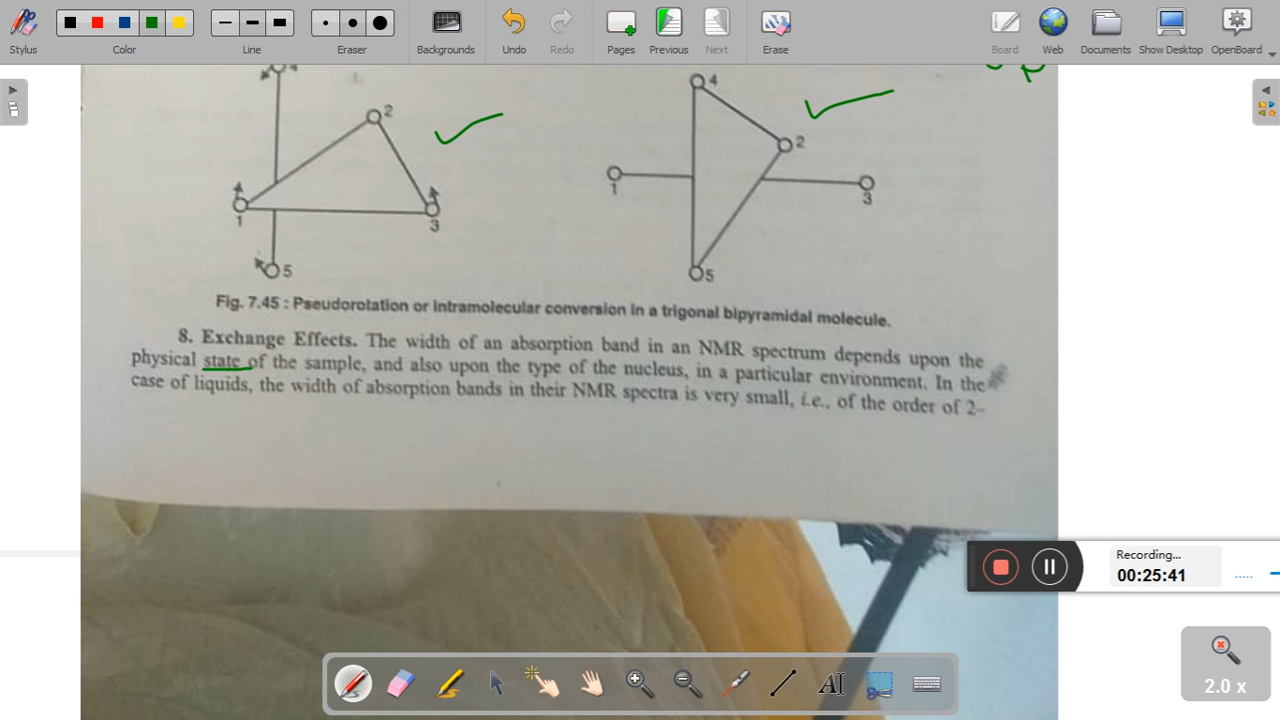 Stylus Color Line Eraser Backgrounds Undo Redo Pages Previous Next Erase Board Web Documents Show Desktop OpenBoard
4
2
1
3
5
4
2
1
3
5
Fig. 7.45 : Pseudorotation or intramolecular conversion in a trigonal bipyramidal molecule.
8. Exchange Effects. The width of an absorption band in an NMR spectrum depends upon the
physical state of the sample, and also upon the type of the nucleus, in a particular environment. In the
case of liquids, the width of absorption bands in their NMR spectra is very small, i.e., of the order of 2–
Recording...
00:25:41
.....
2.0 x
AI